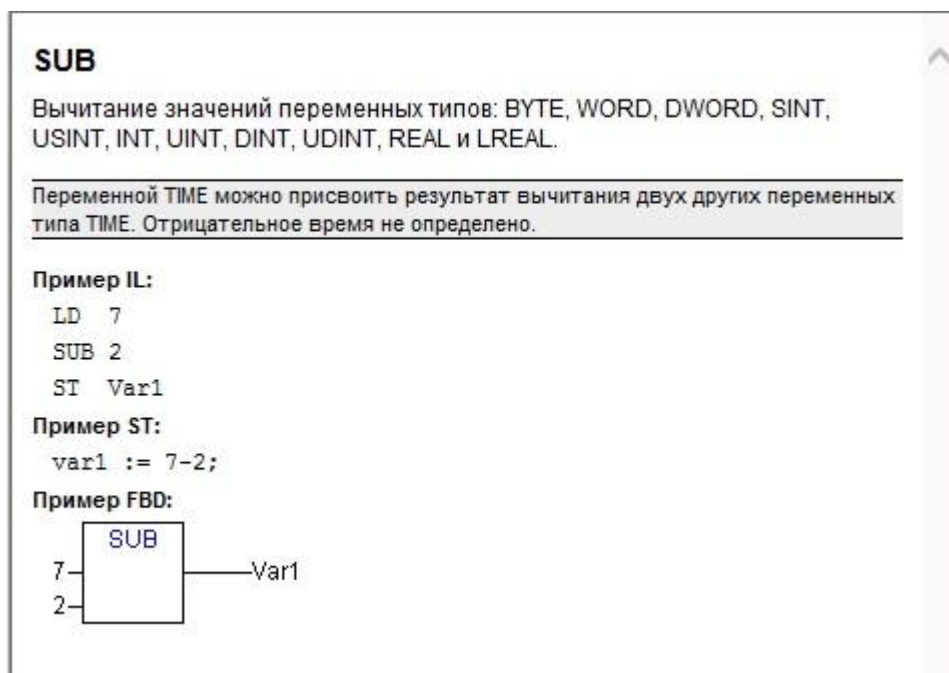 SUB
Вычитание значений переменных типов: BYTE, WORD, DWORD, SINT,
USINT, INT, UINT, DINT, UDINT, REAL и LREAL.
Переменной TIME можно присвоить результат вычитания двух других переменных
типа TIME. Отрицательное время не определено.
Пример IL:
LD 7
SUB 2
ST Var1
Пример ST:
var1 := 7-2;
Пример FBD:
SUB
7
Var1
2